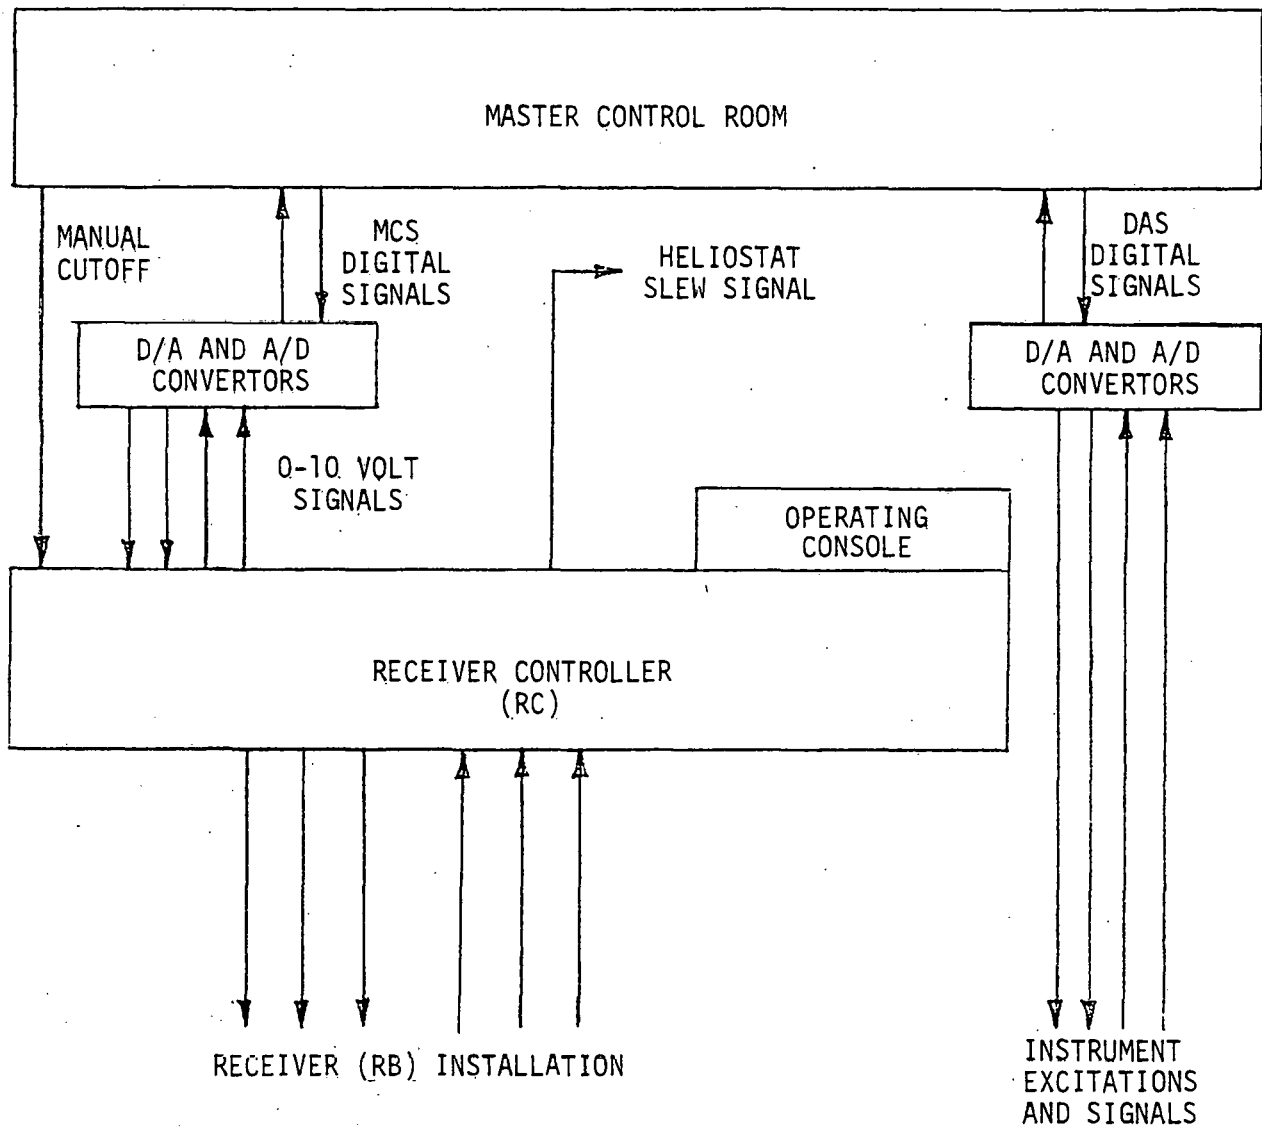 MASTER CONTROL ROOM
MANUAL
CUTOFF
MCS
DIGITAL
SIGNALS
HELIOSTAT
SLEW SIGNAL
DAS
DIGITAL
SIGNALS
D/A AND A/D
CONVERTORS
D/A AND A/D
CONVERTORS
0-10 VOLT
SIGNALS
OPERATING
CONSOLE
RECEIVER CONTROLLER
(RC)
RECEIVER (RB) INSTALLATION
INSTRUMENT
EXCITATIONS
AND SIGNALS